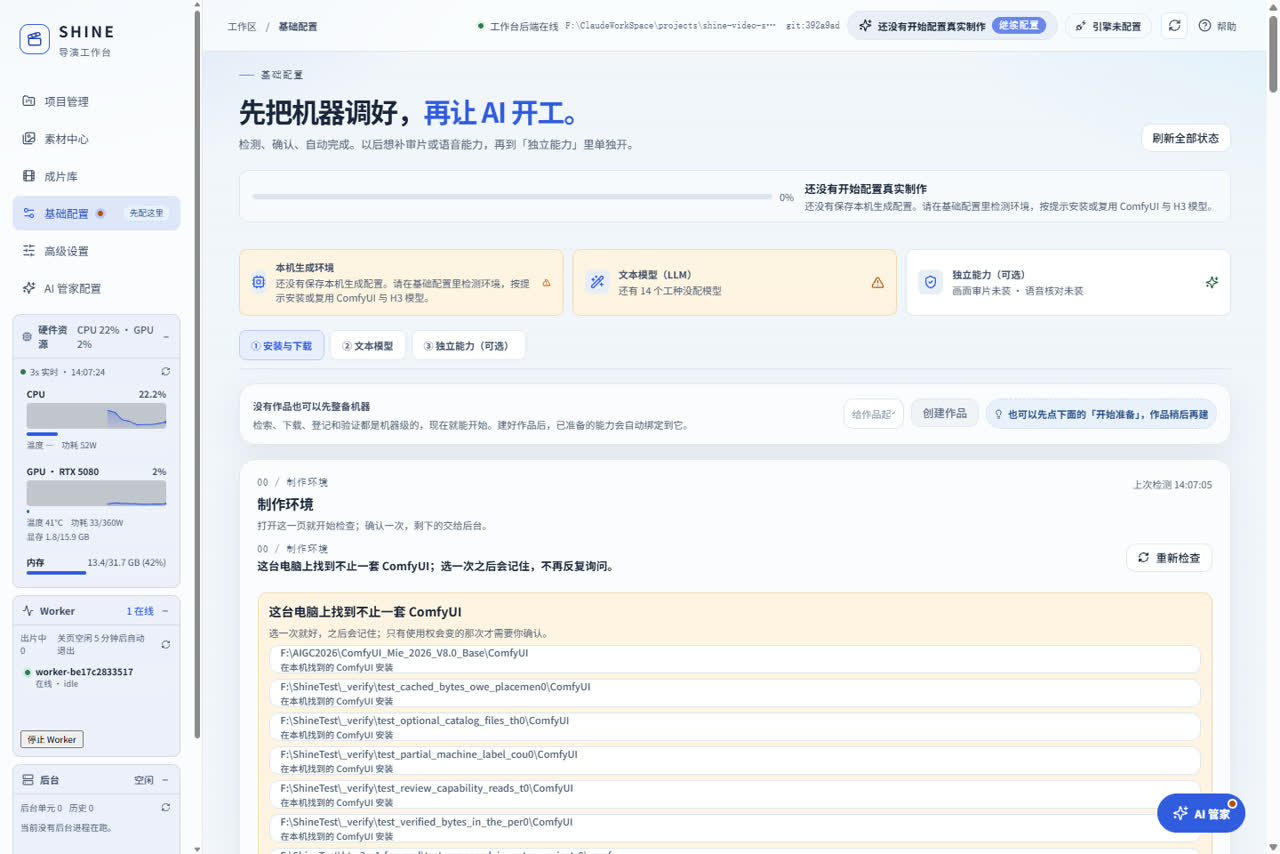 SHINE
导演工作台
项目管理
素材中心
成片库
基础配置 先配这里
高级设置
AI 管家配置
硬件资源 CPU 22% · GPU 2% −
3s 实时 · 14:07:24
CPU 22.2%
温度 — 功耗 52W
GPU · RTX 5080 2%
温度 41°C 功耗 33/360W
显存 1.8/15.9 GB
内存 13.4/31.7 GB (42%)
Worker 1 在线 −
出片中 0 关页空闲 5 分钟后自动退出
worker-be17c2833517
在线 · idle
停止 Worker
后台 空闲 −
后台单元 0 历史 0
当前没有后台进程在跑。
工作区 / 基础配置
工作台后端在线 F:\ClaudeWorkSpace\projects\shine-video-s··· git:392a9ad
还没有开始配置真实制作 继续配置
引擎未配置
帮助
基础配置
先把机器调好，再让 AI 开工。
检测、确认、自动完成。以后想补审片或语音能力，再到「独立能力」里单独开。
刷新全部状态
0%
还没有开始配置真实制作
还没有保存本机生成配置。请在基础配置里检测环境，按提示安装或复用 ComfyUI 与 H3 模型。
本机生成环境
还没有保存本机生成配置。请在基础配置里检测环境，按提
示安装或复用 ComfyUI 与 H3 模型。
文本模型（LLM）
还有 14 个工种没配模型
独立能力（可选）
画面审片未装 · 语音核对未装
① 安装与下载
② 文本模型
③ 独立能力（可选）
没有作品也可以先整备机器
检索、下载、登记和验证都是机器级的，现在就能开始。建好作品后，已准备的能力会自动绑定到它。
给作品起
创建作品
也可以先点下面的「开始准备」，作品稍后再建
00 / 制作环境
上次检测 14:07:05
制作环境
打开这一页就开始检查；确认一次，剩下的交给后台。
00 / 制作环境
这台电脑上找到不止一套 ComfyUI；选一次之后会记住，不再反复询问。
重新检查
这台电脑上找到不止一套 ComfyUI
选一次就好，之后会记住；只有使用权会变的那次才需要你确认。
F:\AIGC2026\ComfyUI_Mie_2026_V8.0_Base\ComfyUI
在本机找到的 ComfyUI 安装
F:\ShineTest\_verify\test_cached_bytes_owe_placemen0\ComfyUI
在本机找到的 ComfyUI 安装
F:\ShineTest\_verify\test_optional_catalog_files_th0\ComfyUI
在本机找到的 ComfyUI 安装
F:\ShineTest\_verify\test_partial_machine_label_cou0\ComfyUI
在本机找到的 ComfyUI 安装
F:\ShineTest\_verify\test_review_capability_reads_t0\ComfyUI
在本机找到的 ComfyUI 安装
F:\ShineTest\_verify\test_verified_bytes_in_the_per0\ComfyUI
在本机找到的 ComfyUI 安装
AI 管家